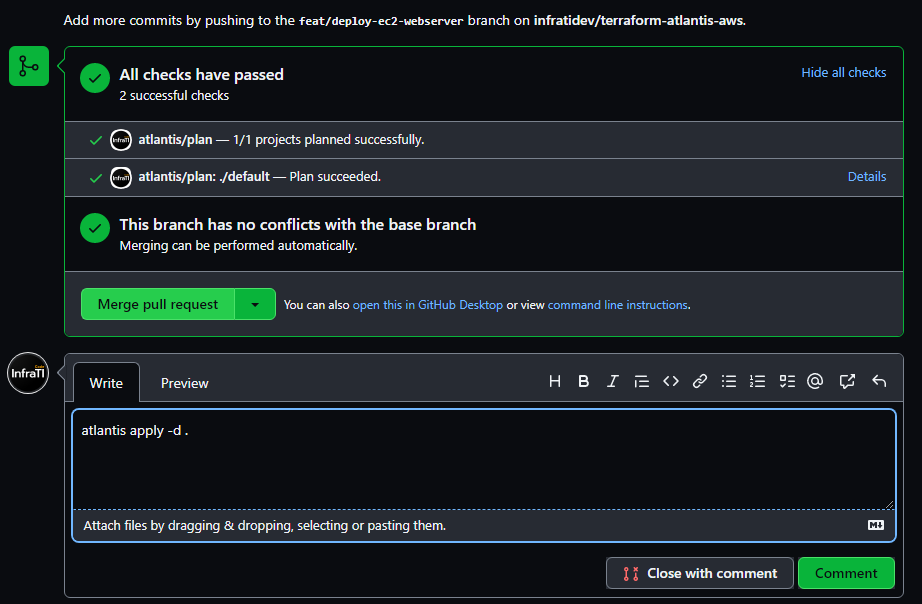 Add more commits by pushing to the feat/deploy-ec2-webserver branch on infratidev/terraform-atlantis-aws.
All checks have passed
Hide all checks
2 successful checks
InfraTI
atlantis/plan — 1/1 projects planned successfully.
InfraTI
atlantis/plan: ./default — Plan succeeded.
Details
This branch has no conflicts with the base branch
Merging can be performed automatically.
Merge pull request
You can also open this in GitHub Desktop or view command line instructions.
Code
InfraTI
Write
Preview
H B I
atlantis apply -d .
Attach files by dragging & dropping, selecting or pasting them.
Close with comment
Comment